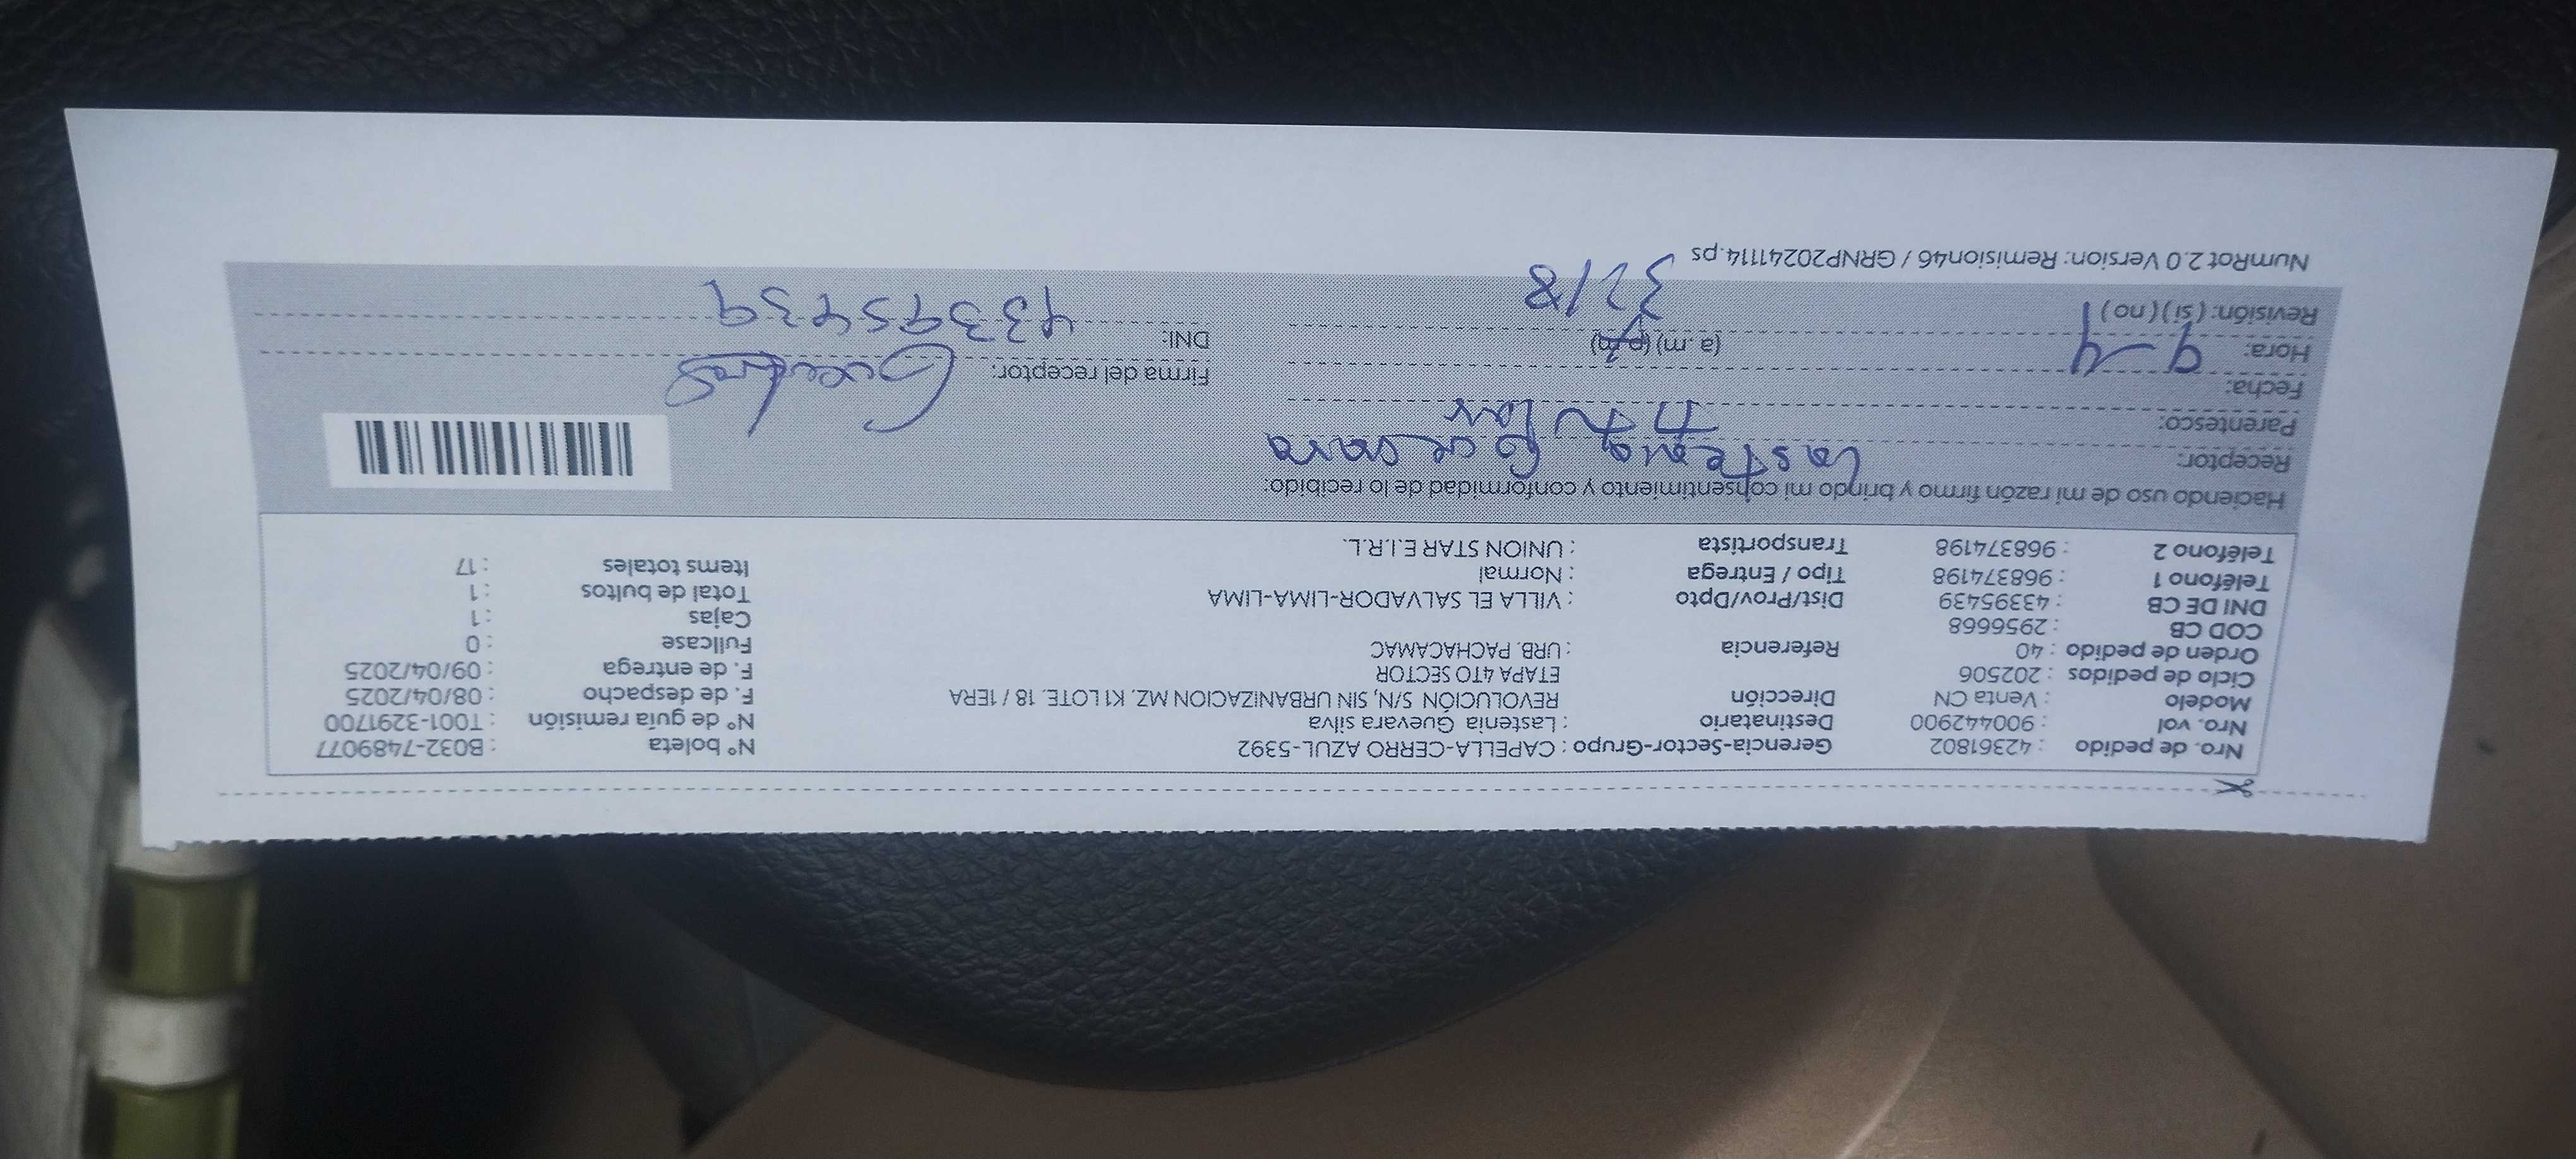 Nro. de pedido : 42361802 Gerencia-Sector-Grupo : CAPELLA-CERRO AZUL-5392 N° boleta : B032-7489077
Nro. vol : 900442900 Destinatario : Lastenia Guevara silva N° de guía remisión : T001-3291700
Modelo : Venta CN Dirección REVOLUCIÓN S/N, SIN URBANIZACION MZ. K1 LOTE. 18 / 1ERA F. de despacho : 08/04/2025
Ciclo de pedidos : 202506 ETAPA 4TO SECTOR F. de entrega : 09/04/2025
Orden de pedido : 40 Referencia : URB. PACHACAMAC Fullcase : 0
COD CB : 2956668 Cajas : 1
DNI DE CB : 43395439 Dist/Prov/Dpto : VILLA EL SALVADOR-LIMA-LIMA Total de bultos : 1
Teléfono 1 : 968374198 Tipo / Entrega : Normal Items totales : 17
Teléfono 2 : 968374198 Transportista : UNION STAR E.I.R.L.
Haciendo uso de mi razón firmo y brindo mi consentimiento y conformidad de lo recibido:
Receptor: Lastenia
Parentesco: Titular
Fecha: 9-4 Firma del receptor:
Hora: (a. m) (p. m) DNI: 43395439
Revisión: ( si ) ( no ) 3218
NumRot 2.0 Version: Remision46 / GRNP20241114.ps